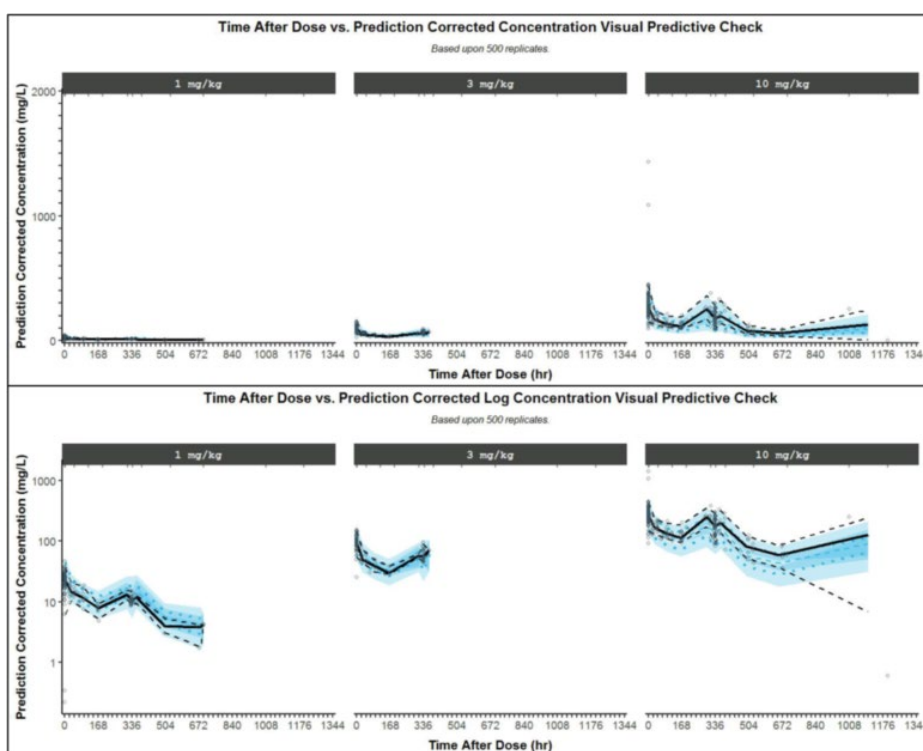 Time After Dose vs. Prediction Corrected Concentration Visual Predictive Check
Based upon 500 replicates.
1 mg/kg 3 mg/kg 10 mg/kg
Prediction Corrected Concentration (mg/L)
2000
1000
0
0 168 336 504 672 840 1008 1176 1344 0 168 336 504 672 840 1008 1176 1344 0 168 336 504 672 840 1008 1176 1344
Time After Dose (hr)
Time After Dose vs. Prediction Corrected Log Concentration Visual Predictive Check
Based upon 500 replicates.
1 mg/kg 3 mg/kg 10 mg/kg
Prediction Corrected Concentration (mg/L)
1000
100
10
1
0 168 336 504 672 840 1008 1176 1344 0 168 336 504 672 840 1008 1176 1344 0 168 336 504 672 840 1008 1176 1344
Time After Dose (hr)